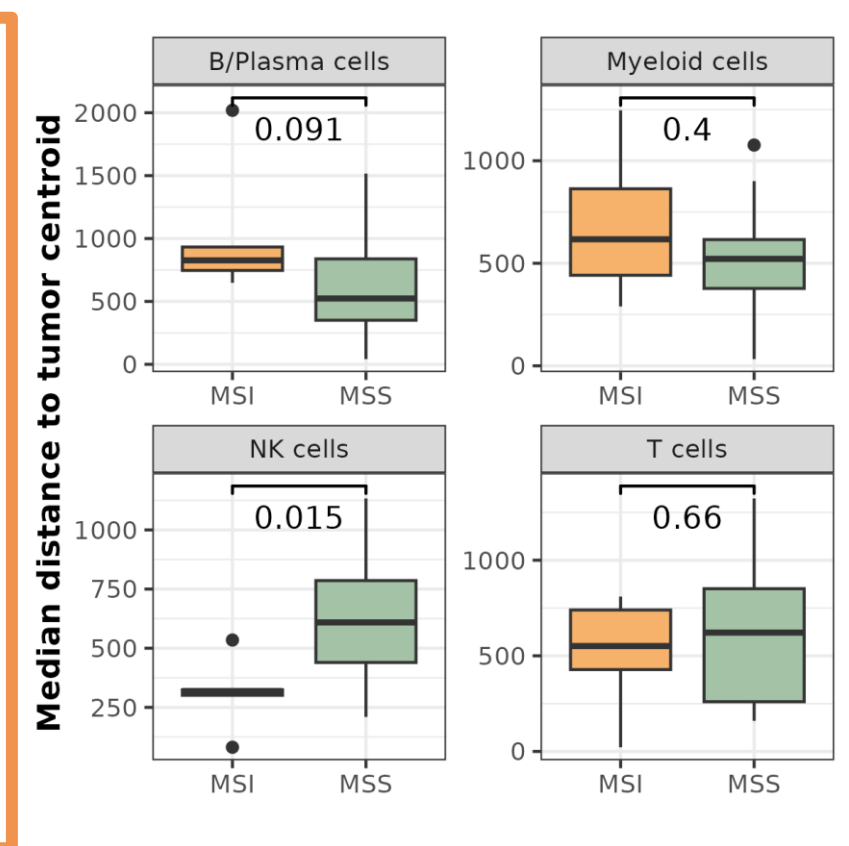 Median distance to tumor centroid
B/Plasma cells
2000
1500
1000
500
0
0.091
MSI MSS
Myeloid cells
1000
500
0
0.4
MSI MSS
NK cells
1000
750
500
250
0.015
MSI MSS
T cells
1000
500
0
0.66
MSI MSS